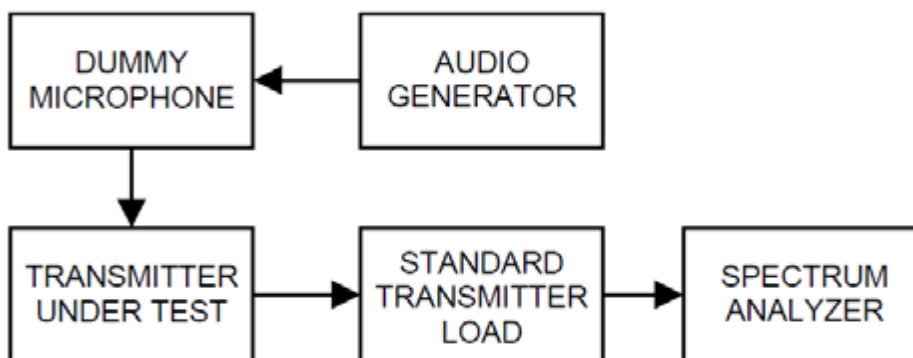 DUMMY
MICROPHONE
AUDIO
GENERATOR
TRANSMITTER
UNDER TEST
STANDARD
TRANSMITTER
LOAD
SPECTRUM
ANALYZER